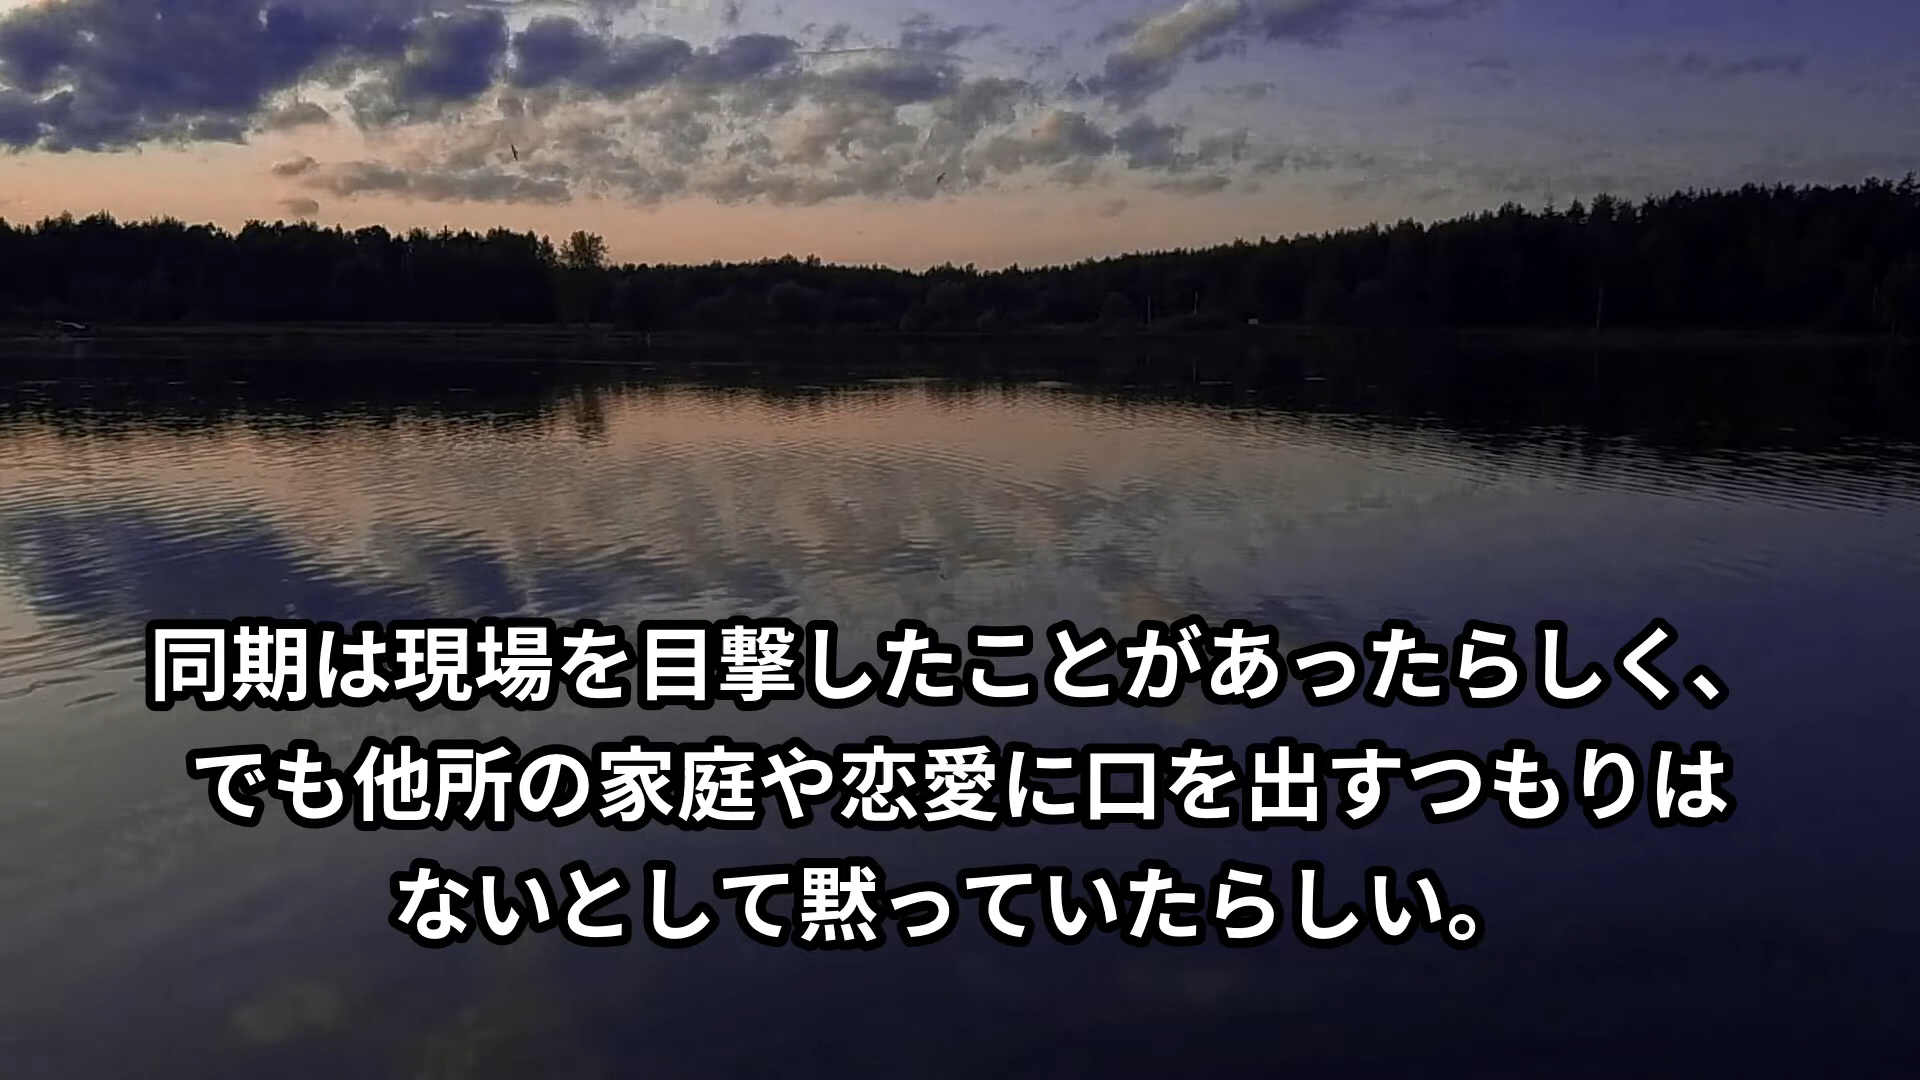 同期は現場を目撃したことがあったらしく、
でも他所の家庭や恋愛に口を出すつもりは
ないとして黙っていたらしい。